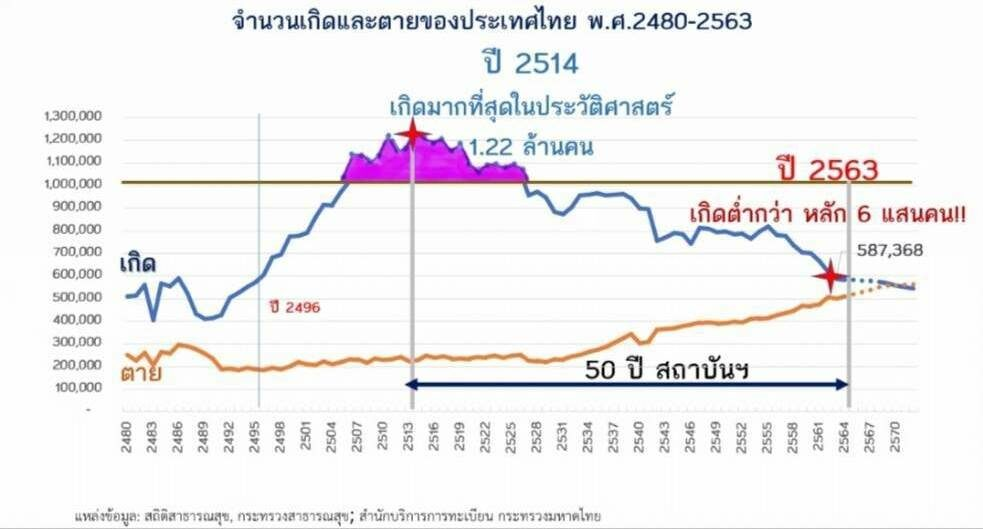 จำนวนเกิดและตายของประเทศไทย พ.ศ.2480-2563
ปี 2514
เกิดมากที่สุดในประวัติศาสตร์
1.22 ล้านคน
ปี 2563
เกิดต่ำกว่า หลัก 6 แสนคน!!
587,368
1,300,000
1,200,000
1,100,000
1,000,000
900,000
800,000
700,000
600,000
500,000
400,000
300,000
200,000
100,000
-
เกิด
ปี 2496
ตาย
50 ปี สถาบันฯ
2480 2483 2486 2489 2492 2495 2498 2501 2504 2507 2510 2513 2516 2519 2522 2525 2528 2531 2534 2537 2540 2543 2546 2549 2552 2555 2558 2561 2564 2567 2570
แหล่งข้อมูล: สถิติสาธารณสุข, กระทรวงสาธารณสุข; สำนักบริการการทะเบียน กระทรวงมหาดไทย